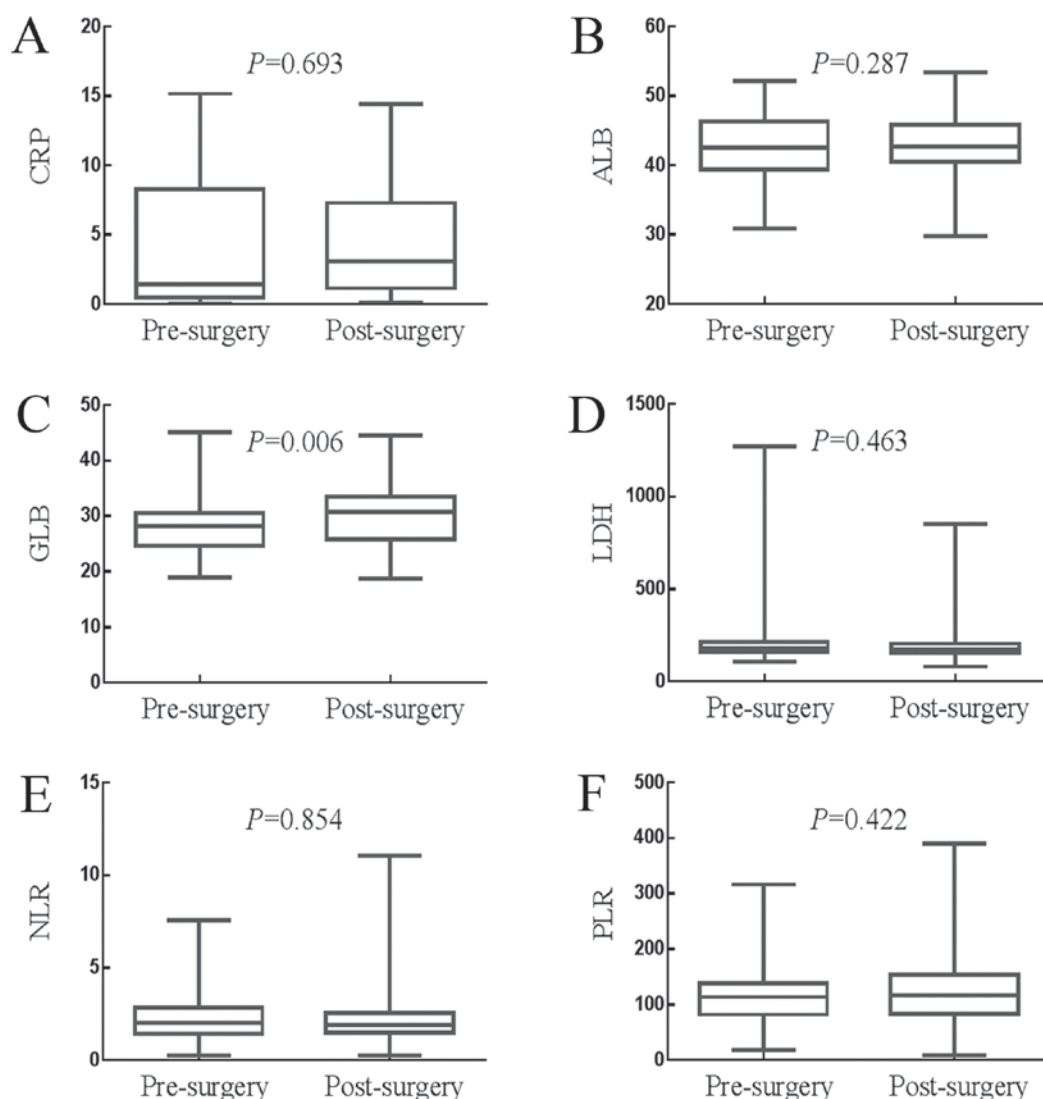 A
CRP
20
15
10
5
0
P=0.693
Pre-surgery
Post-surgery
B
ALB
60
50
40
30
20
P=0.287
Pre-surgery
Post-surgery
C
GLB
50
40
30
20
10
0
P=0.006
Pre-surgery
Post-surgery
D
LDH
1500
1000
500
0
P=0.463
Pre-surgery
Post-surgery
E
NLR
15
10
5
0
P=0.854
Pre-surgery
Post-surgery
F
PLR
500
400
300
200
100
0
P=0.422
Pre-surgery
Post-surgery